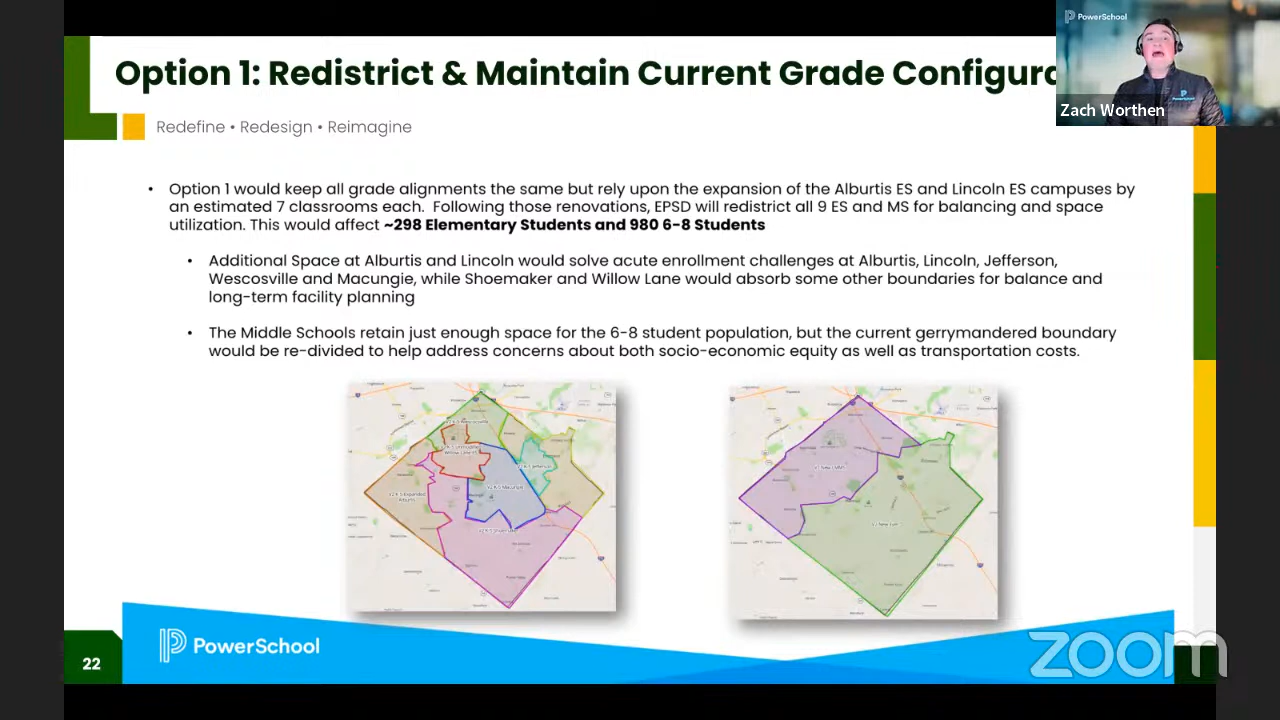 Option 1: Redistrict & Maintain Current Grade Configura
PowerSchool
Zach Worthen
Redefine • Redesign • Reimagine
• Option 1 would keep all grade alignments the same but rely upon the expansion of the Alburtis ES and Lincoln ES campuses by
an estimated 7 classrooms each. Following those renovations, EPSD will redistrict all 9 ES and MS for balancing and space
utilization. This would affect ~298 Elementary Students and 980 6-8 Students
• Additional Space at Alburtis and Lincoln would solve acute enrollment challenges at Alburtis, Lincoln, Jefferson,
Wescosville and Macungie, while Shoemaker and Willow Lane would absorb some other boundaries for balance and
long-term facility planning
• The Middle Schools retain just enough space for the 6-8 student population, but the current gerrymandered boundary
would be re-divided to help address concerns about both socio-economic equity as well as transportation costs.
PowerSchool
22
zoom